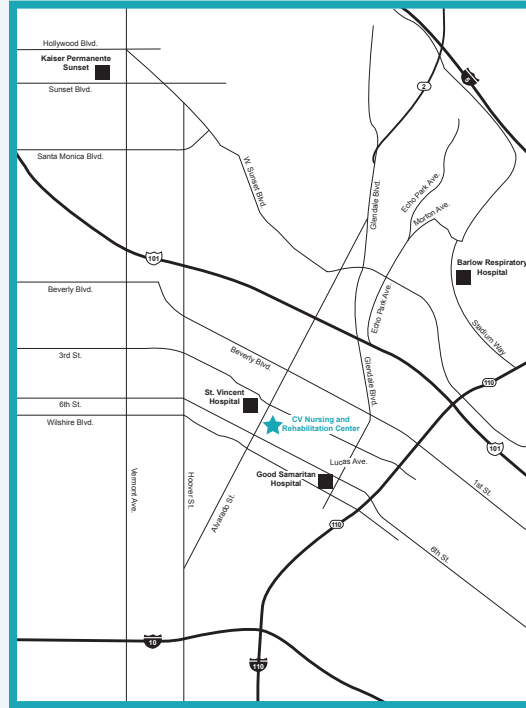 Hollywood Blvd.
Kaiser Permanente
Sunset
Sunset Blvd.
2
5
Santa Monica Blvd.
W. Sunset Blvd.
Glendale Blvd.
Echo Park Ave.
Morton Ave.
101
Barlow Respiratory
Hospital
Beverly Blvd.
Echo Park Ave.
Stadium Way
3rd St.
Beverly Blvd.
Glendale Blvd.
110
St. Vincent
Hospital
6th St.
CV Nursing and
Rehabilitation Center
Wilshire Blvd.
101
Lucas Ave.
Good Samaritan
Hospital
Vermont Ave.
Hoover St.
Alvarado St.
1st St.
110
6th St.
10
110